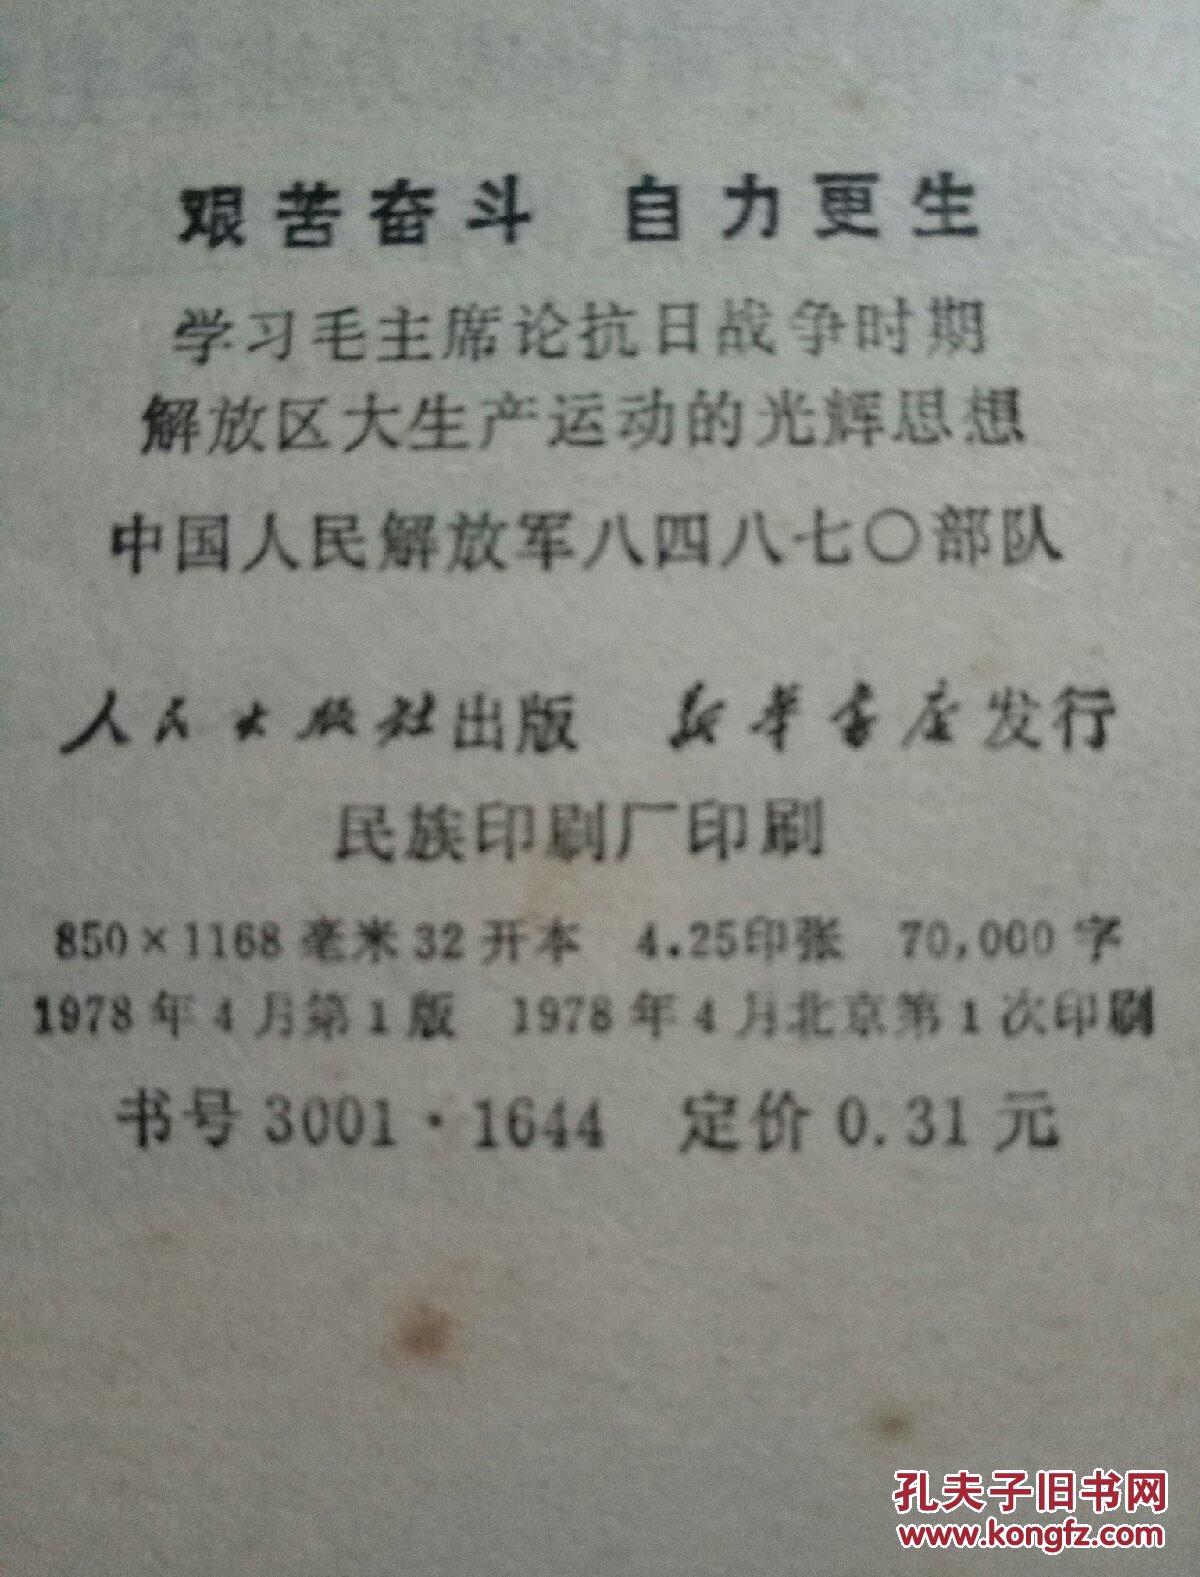 艰苦奋斗 自力更生
学习毛主席论抗日战争时期
解放区大生产运动的光辉思想
中国人民解放军八四八七〇部队
人民出版社出版 新华书店发行
民族印刷厂印刷
850×1168毫米32开本 4.25印张 70,000字
1978年4月第1版 1978年4月北京第1次印刷
书号3001·1644 定价0.31元
孔夫子旧书网
www.kongfz.com